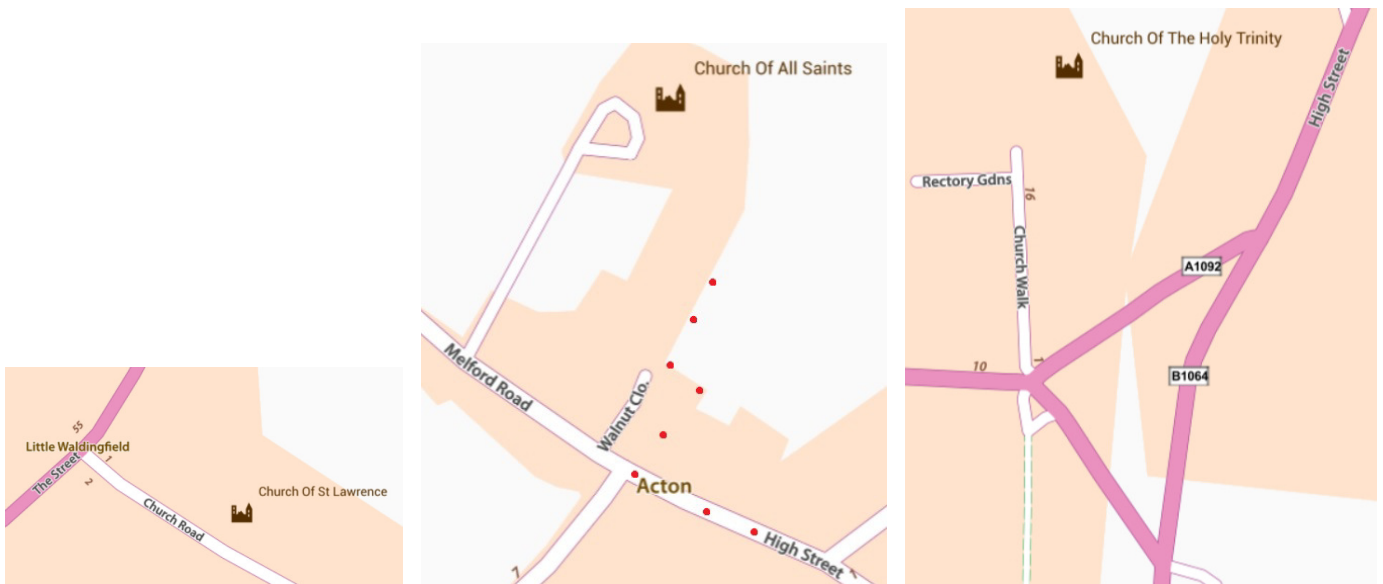 55
Little Waldingfield
1
The Street
2
Church Of St Lawrence
Church Road
Church Of All Saints
Melford Road
Walnut Clo.
Acton
High Street
7
Church Of The Holy Trinity
High Street
Rectory Gdns
16
Church Walk
A1092
10
1
B1064